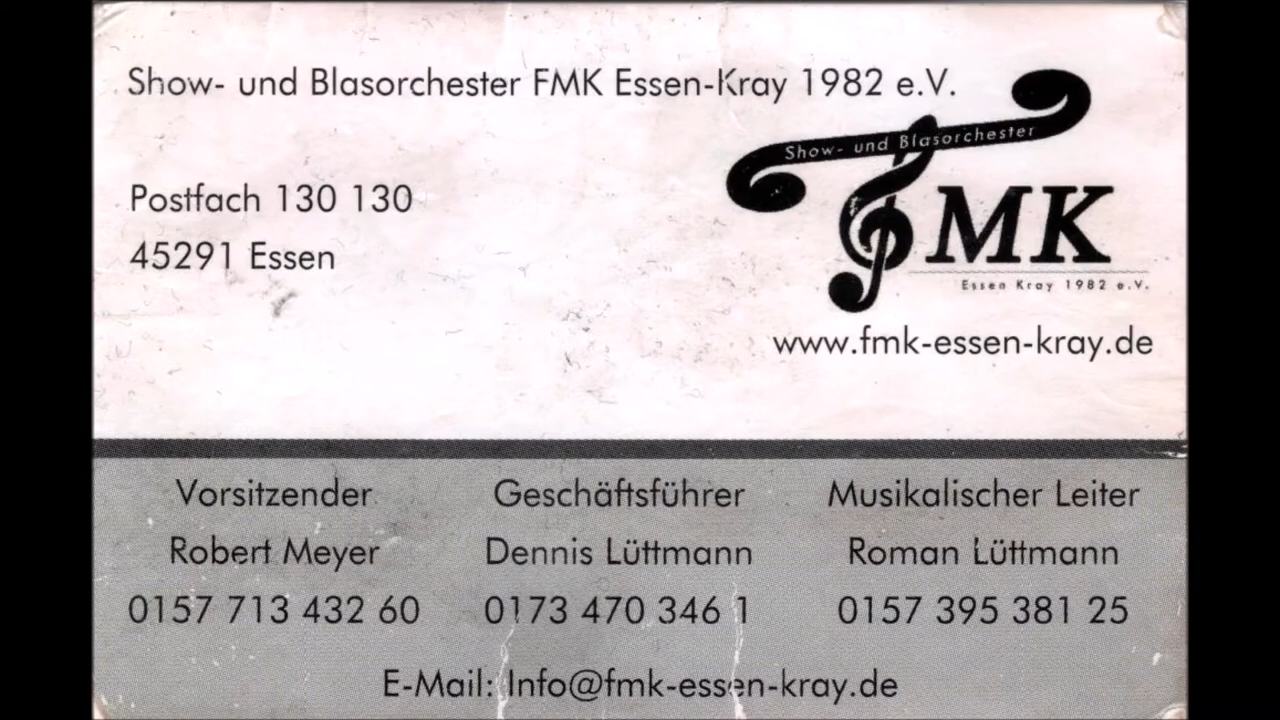 Show- und Blasorchester FMK Essen-Kray 1982 e.V.
Show- und Blasorchester
Postfach 130 130
MK
45291 Essen
Essen Kray 1982 e.V.
www.fmk-essen-kray.de
Vorsitzender Geschäftsführer Musikalischer Leiter
Robert Meyer Dennis Lüttmann Roman Lüttmann
0157 713 432 60 0173 470 346 1 0157 395 381 25
E-Mail: Info@fmk-essen-kray.de